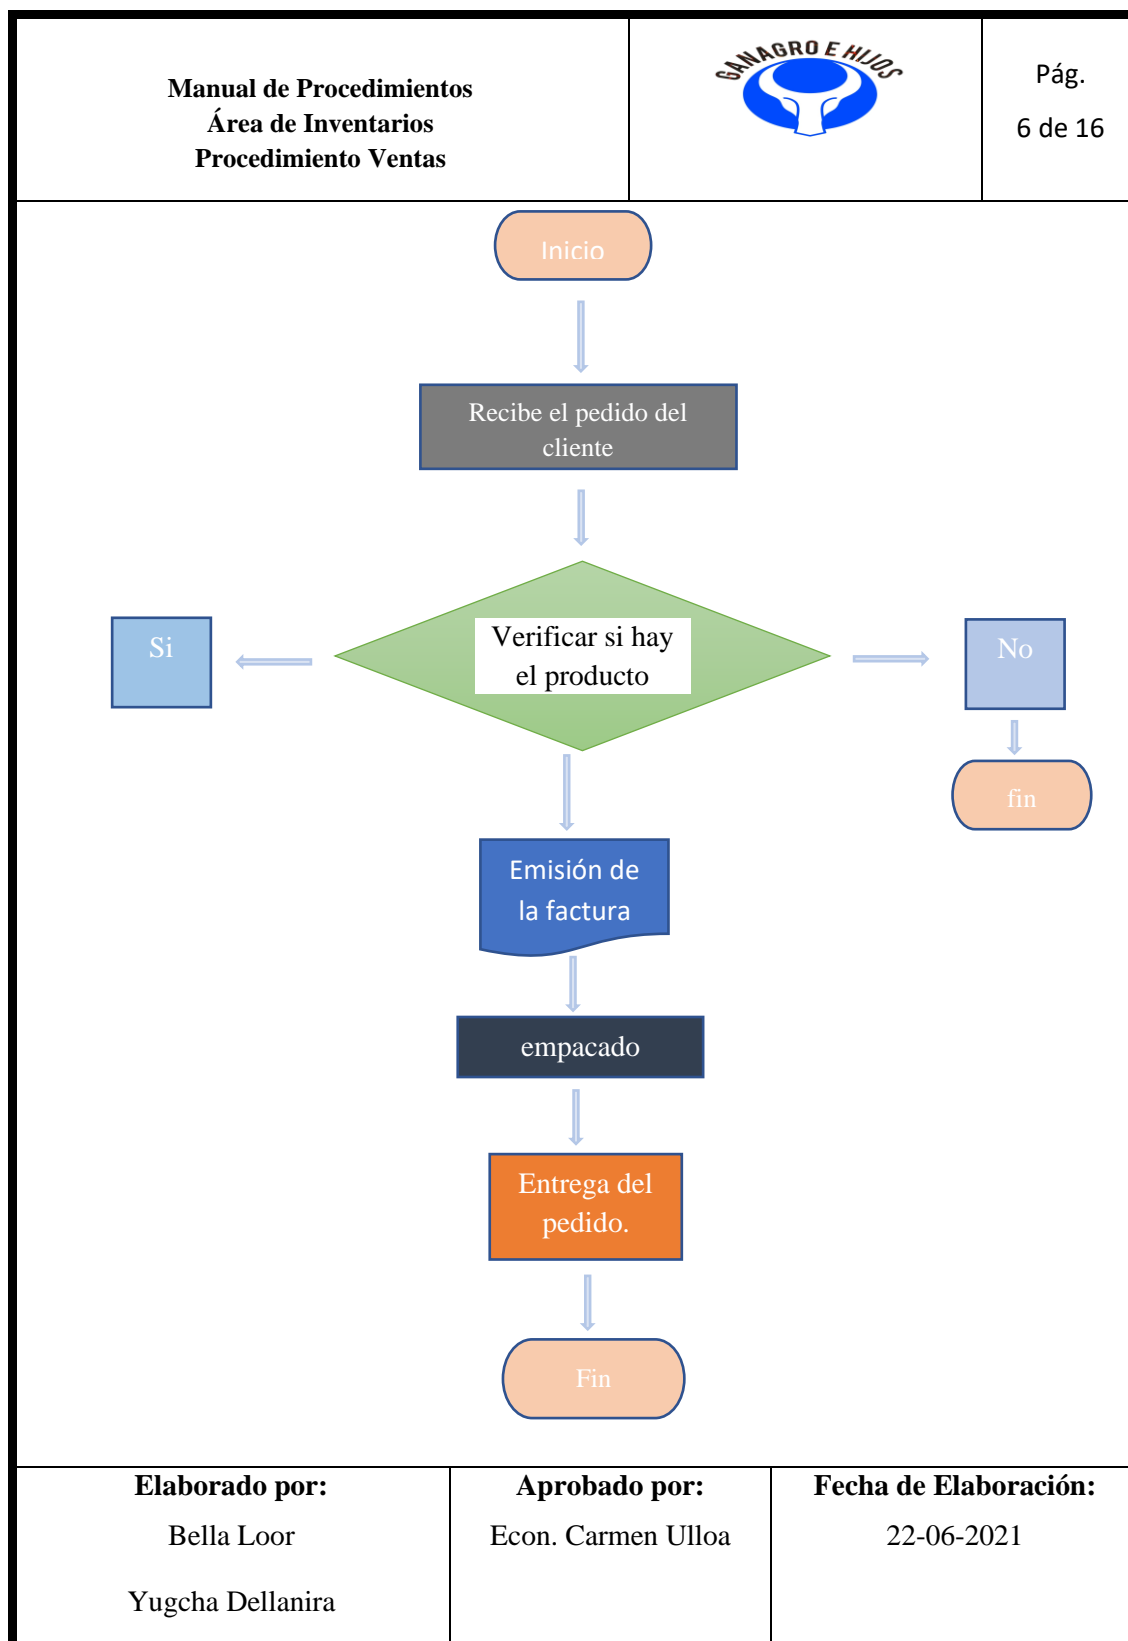 Manual de Procedimientos
Área de Inventarios
Procedimiento Ventas
GANAGRO E HIJOS
Pág.
6 de 16
Inicio
Recibe el pedido del
cliente
Si
Verificar si hay
el producto
No
fin
Emisión de
la factura
empacado
Entrega del
pedido.
Fin
Elaborado por:
Bella Loor
Yugcha Dellanira
Aprobado por:
Econ. Carmen Ulloa
Fecha de Elaboración:
22-06-2021